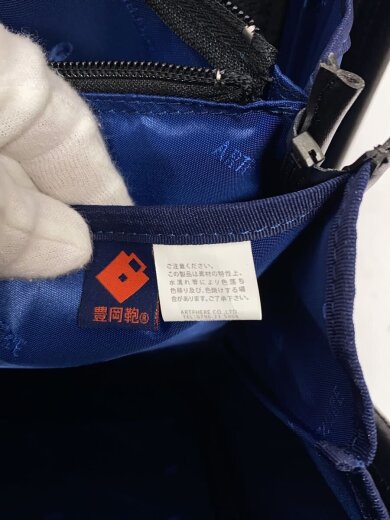 ARTP
豊岡鞄®
ご注意ください。
この製品は素材の特性上、
水濡れ等により色落ち
色移り及び、色焼けする場
合があります。ご了承下さい。
ARTPHERE CO.,LTD